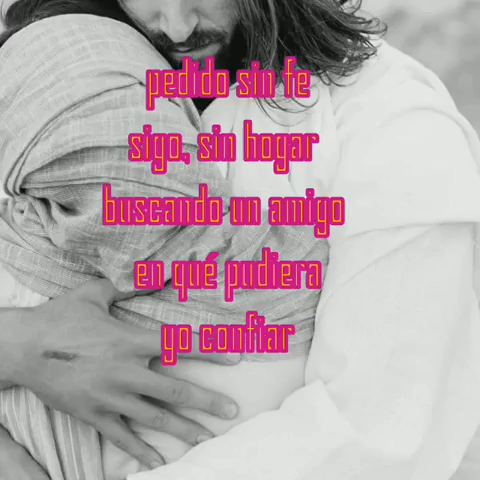 pedido sin fe
sigo, sin hogar
buscando un amigo
en qué pudiera
yo confiar